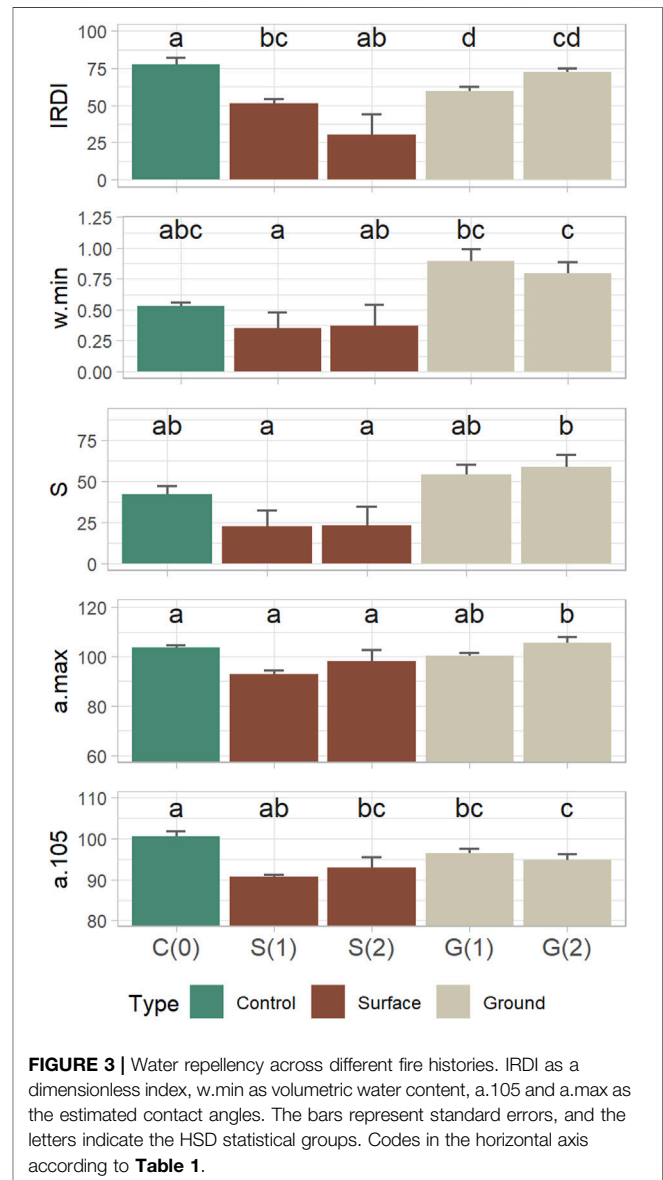 100
75
50
25
0
IRDI
a bc ab d cd
1.25
1.00
0.75
0.50
0.25
0.00
w.min
abc a ab bc c
75
50
25
0
S
ab a a ab b
120
100
80
60
a.max
a a a ab b
110
100
90
80
a.105
a ab bc bc c
C(0) S(1) S(2) G(1) G(2)
Type Control Surface Ground
FIGURE 3 | Water repellency across different fire histories. IRDI as a
dimensionless index, w.min as volumetric water content, a.105 and a.max as
the estimated contact angles. The bars represent standard errors, and the
letters indicate the HSD statistical groups. Codes in the horizontal axis
according to Table 1.